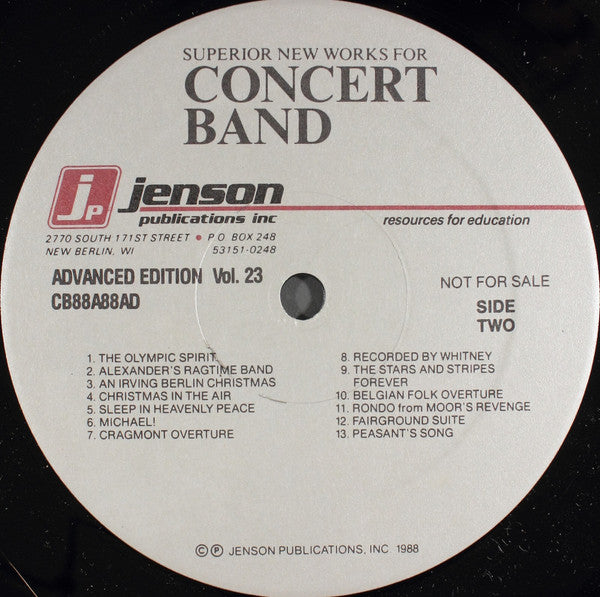 SUPERIOR NEW WORKS FOR
CONCERT
BAND
jp
jenson
publications inc
resources for education
2770 SOUTH 171ST STREET • P O BOX 248
NEW BERLIN, WI 53151-0248
ADVANCED EDITION Vol. 23
CB88A88AD
NOT FOR SALE
SIDE
TWO
1. THE OLYMPIC SPIRIT
2. ALEXANDER'S RAGTIME BAND
3. AN IRVING BERLIN CHRISTMAS
4. CHRISTMAS IN THE AIR
5. SLEEP IN HEAVENLY PEACE
6. MICHAEL!
7. CRAGMONT OVERTURE
8. RECORDED BY WHITNEY
9. THE STARS AND STRIPES
FOREVER
10. BELGIAN FOLK OVERTURE
11. RONDO from MOOR'S REVENGE
12. FAIRGROUND SUITE
13. PEASANT'S SONG
© ℗ JENSON PUBLICATIONS, INC 1988